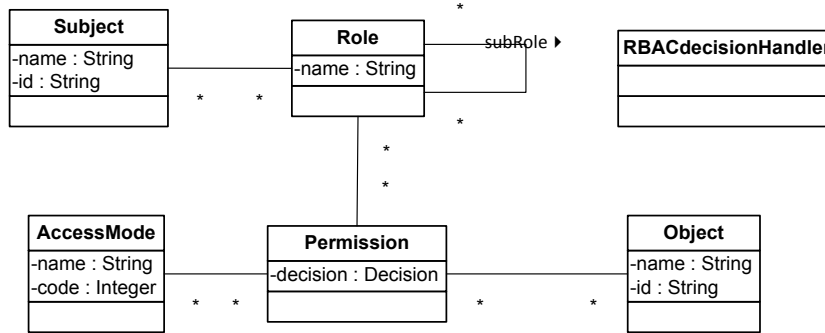 *
Subject
-name : String
-id : String
Role
-name : String
subRole ▶
RBACdecisionHandler
* *
*
*
*
AccessMode
-name : String
-code : Integer
Permission
-decision : Decision
Object
-name : String
-id : String
* *
* *